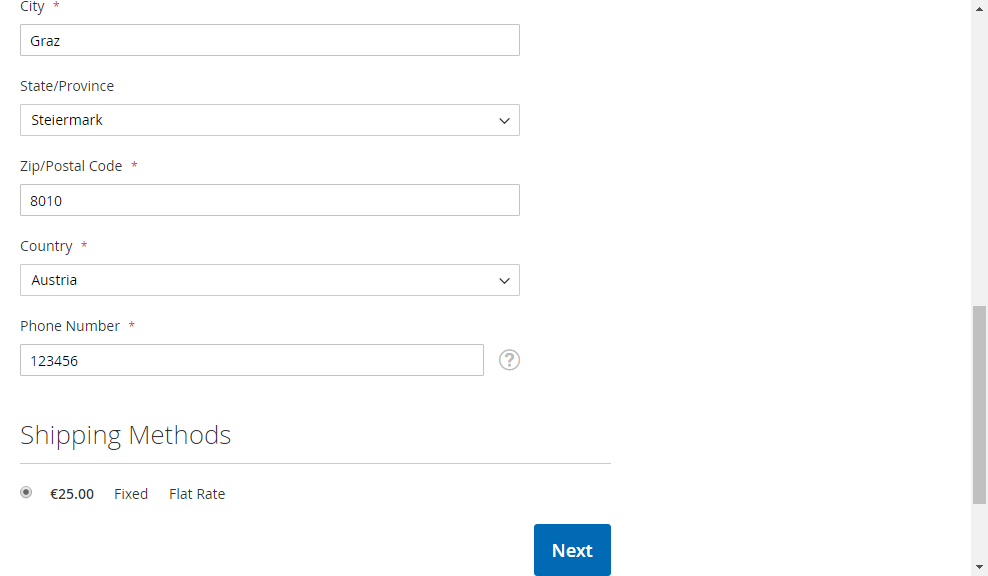 City *
Graz
State/Province
Steiermark
Zip/Postal Code *
8010
Country *
Austria
Phone Number *
123456
?
Shipping Methods
€25.00 Fixed Flat Rate
Next